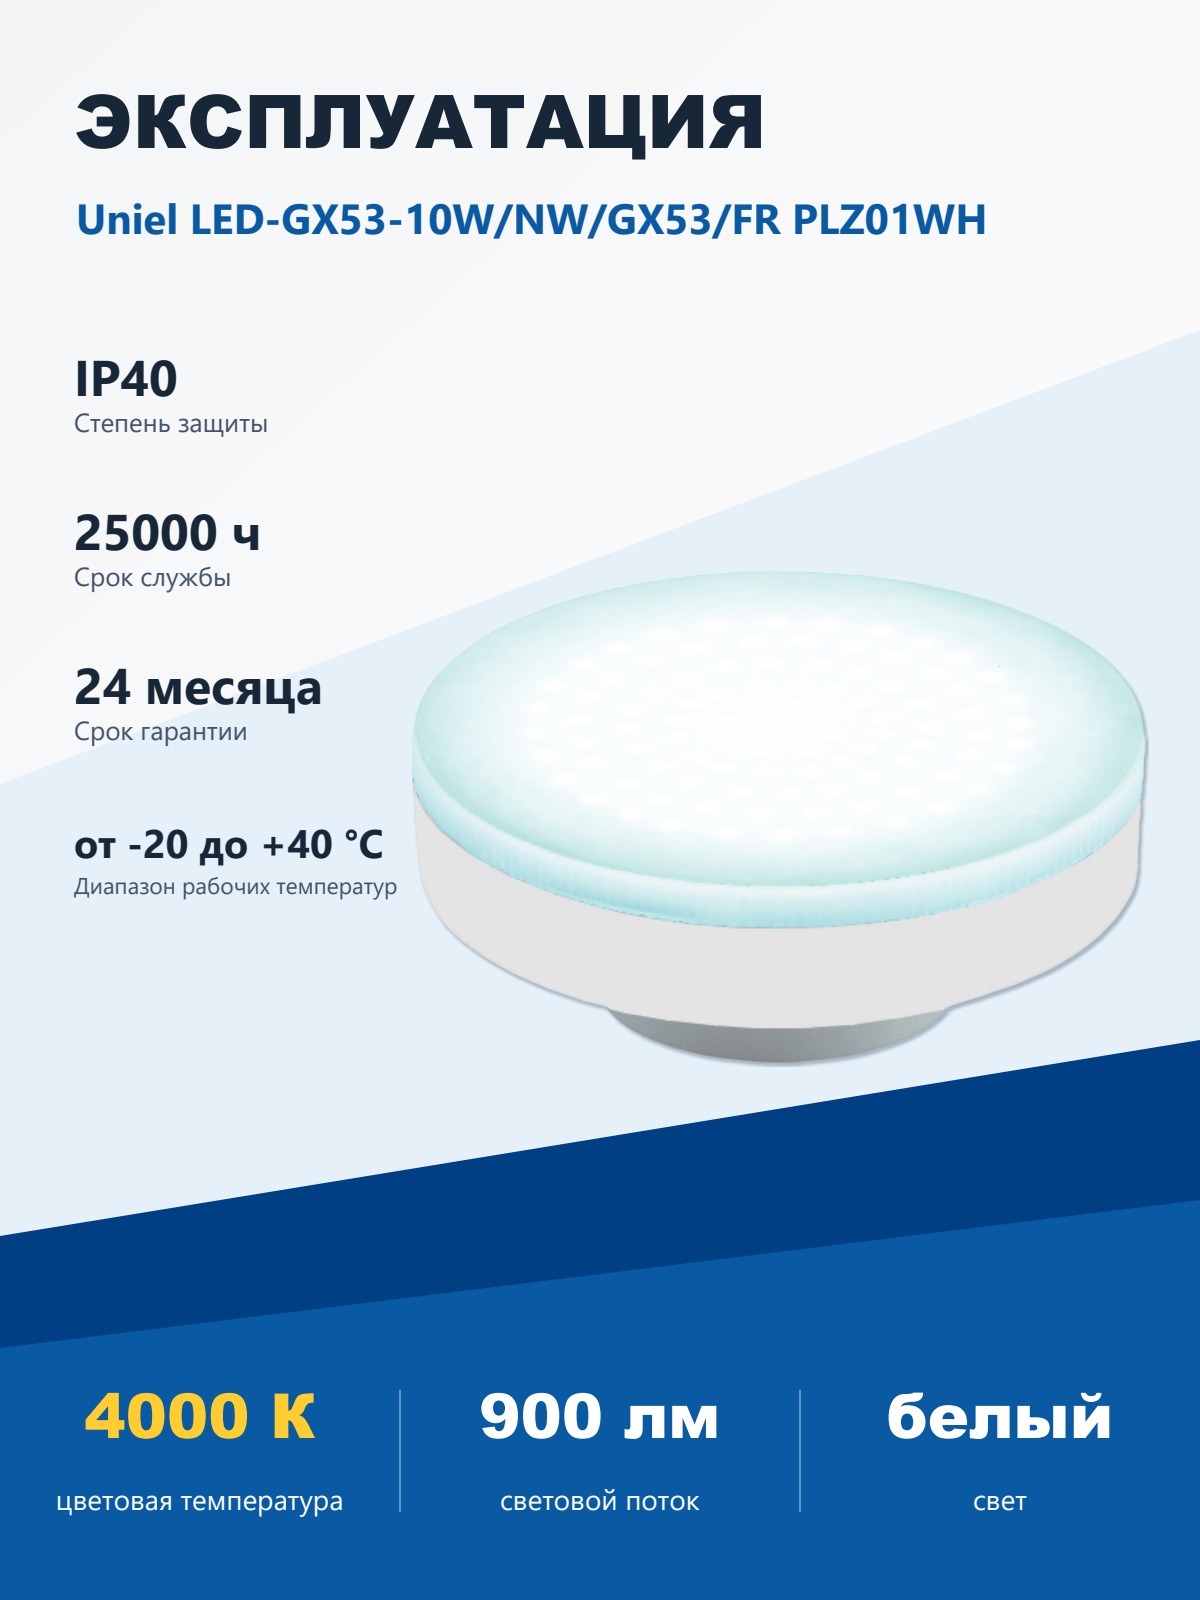 ЭКСПЛУАТАЦИЯ
Uniel LED-GX53-10W/NW/GX53/FR PLZ01WH
IP40
Степень защиты
25000 ч
Срок службы
24 месяца
Срок гарантии
от -20 до +40 °C
Диапазон рабочих температур
4000 К
цветовая температура
900 лм
световой поток
белый
свет